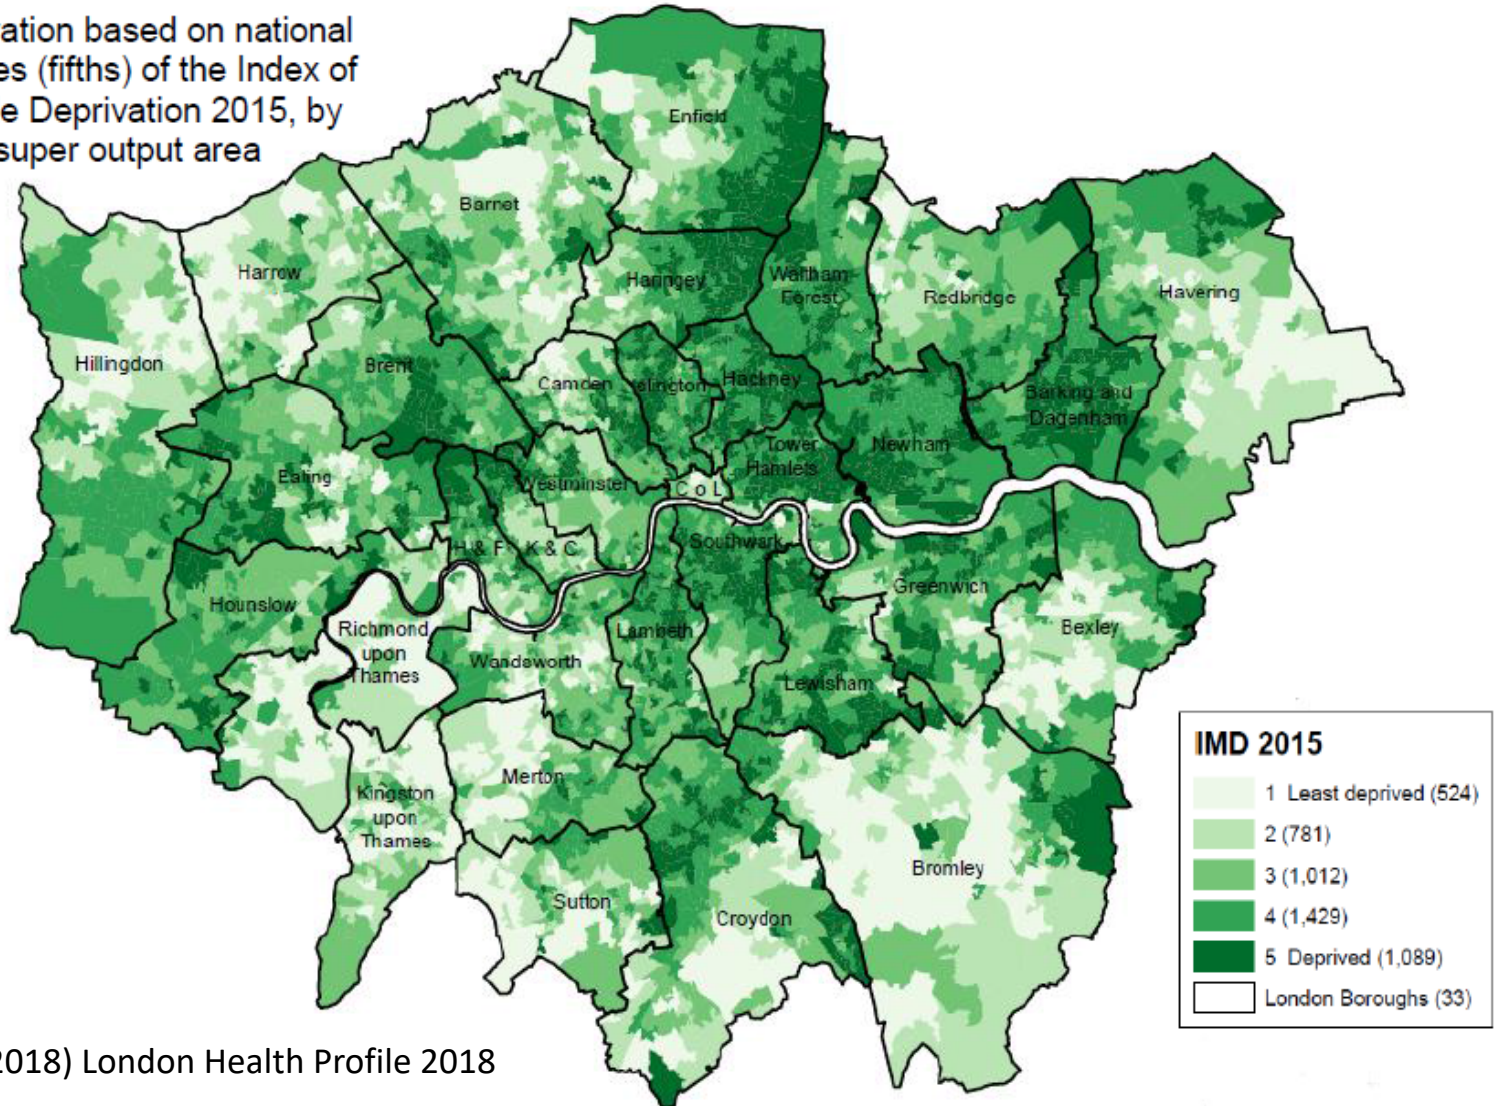 ation based on national
es (fifths) of the Index of
e Deprivation 2015, by
super output area
Enfield
Barnet
Harrow
Haringey
Waltham
Forest
Redbridge
Havering
Hillingdon
Brent
Camden
Islington
Hackney
Barking and
Dagenham
Tower
Hamlets
Newham
Ealing
Westminster
C o L
H & F
K & C
Southwark
Greenwich
Hounslow
Richmond
upon
Thames
Wandsworth
Lambeth
Bexley
Lewisham
Merton
Kingston
upon
Thames
Bromley
Sutton
Croydon
IMD 2015
1 Least deprived (524)
2 (781)
3 (1,012)
4 (1,429)
5 Deprived (1,089)
London Boroughs (33)
2018) London Health Profile 2018